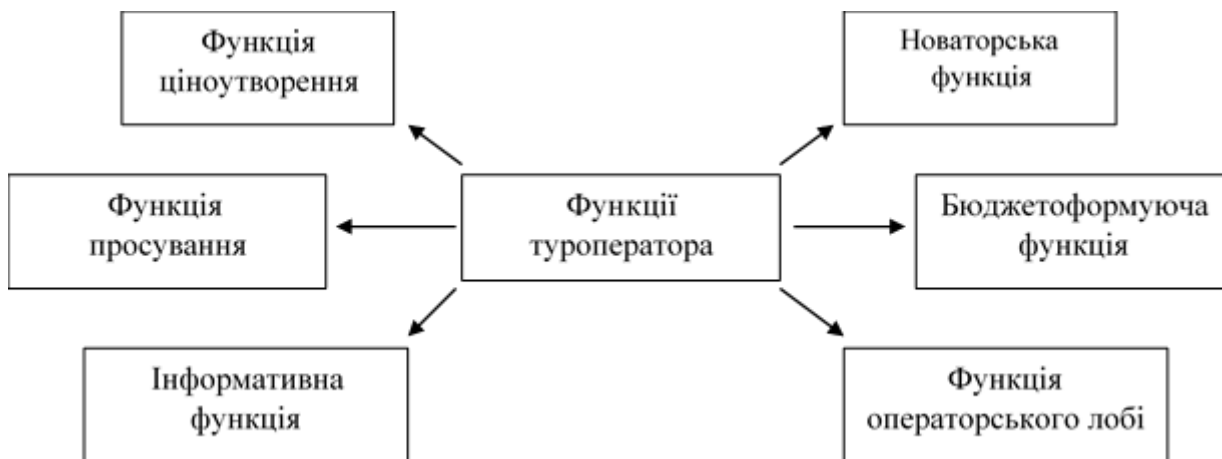 Функція
ціноутворення
Новаторська
функція
Функція
просування
Функції
туроператора
Бюджетоформуюча
функція
Інформативна
функція
Функція
операторського лобі